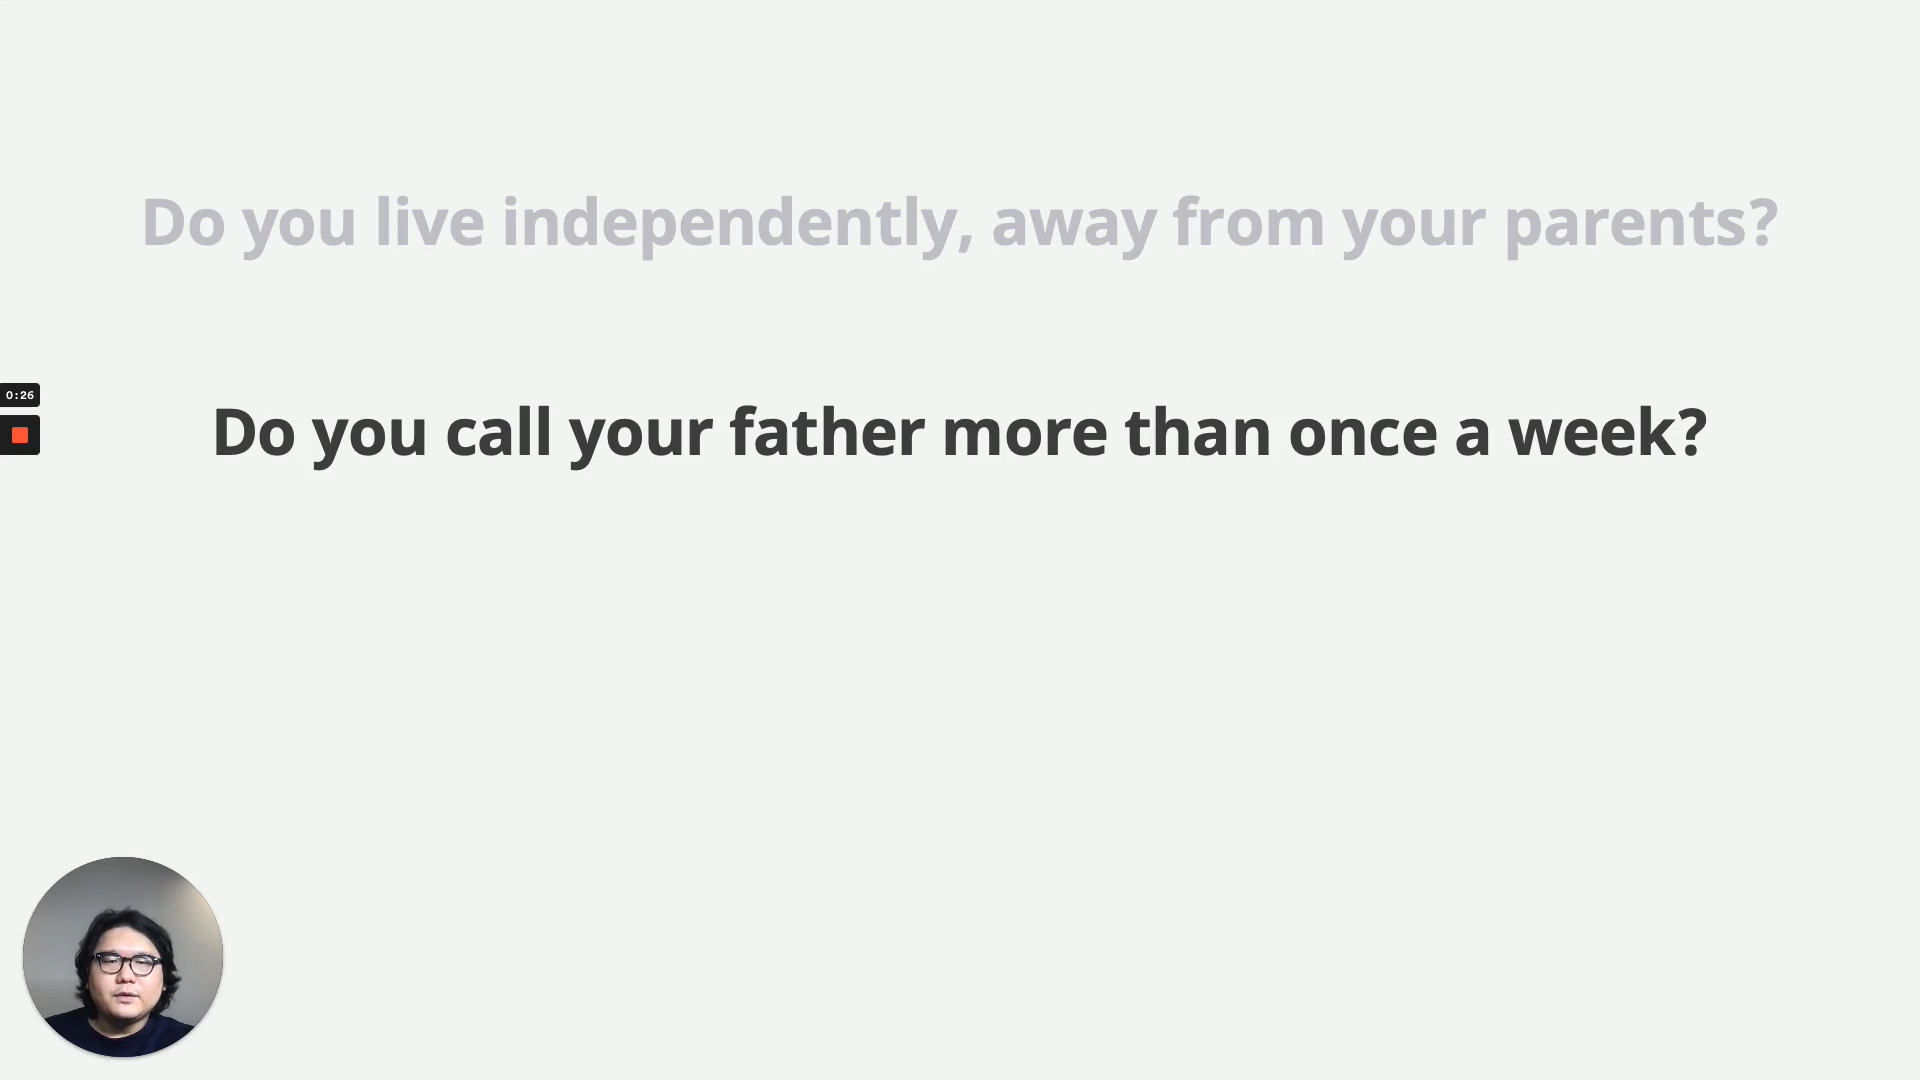 Do you live independently, away from your parents?
0:26
Do you call your father more than once a week?